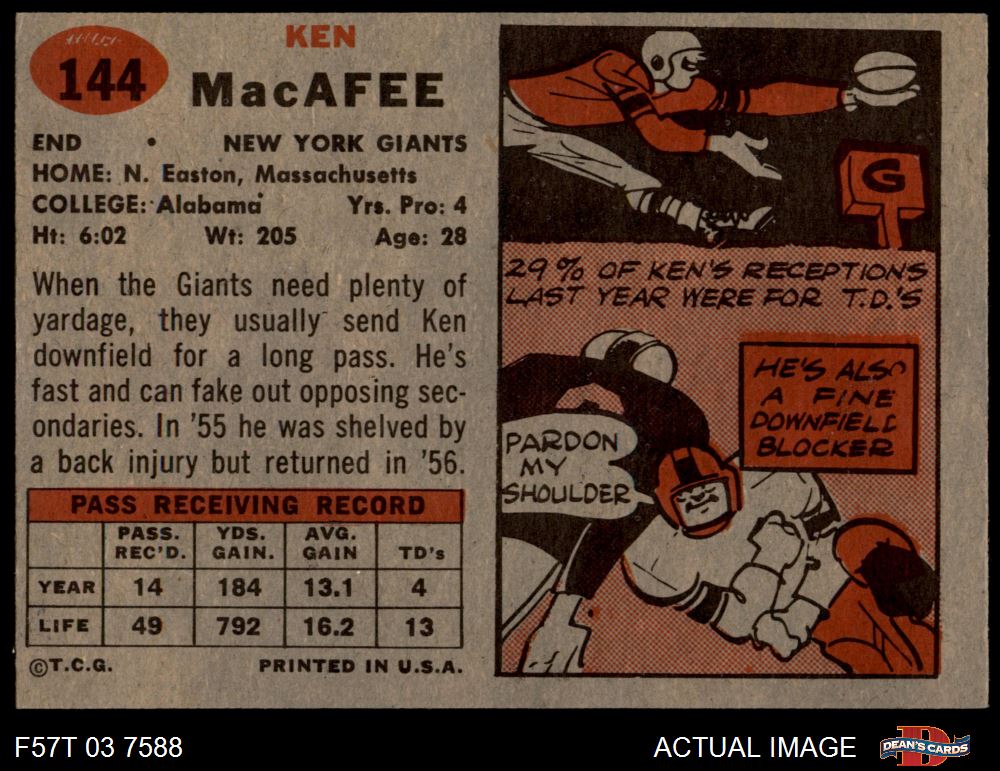 144
KEN
MacAFEE
END • NEW YORK GIANTS
HOME: N. Easton, Massachusetts
COLLEGE: Alabama Yrs. Pro: 4
Ht: 6:02 Wt: 205 Age: 28
When the Giants need plenty of
yardage, they usually send Ken
downfield for a long pass. He's
fast and can fake out opposing sec-
ondaries. In '55 he was shelved by
a back injury but returned in '56.
PASS RECEIVING RECORD
PASS. REC'D. YDS. GAIN. AVG. GAIN TD's
YEAR 14 184 13.1 4
LIFE 49 792 16.2 13
©T.C.G. PRINTED IN U.S.A.
G
29% OF KEN'S RECEPTIONS
LAST YEAR WERE FOR T.D.'S
HE'S ALSO
A FINE
DOWNFIELD
BLOCKER
PARDON
MY
SHOULDER
F57T 03 7588
ACTUAL IMAGE
DEAN'S CARDS